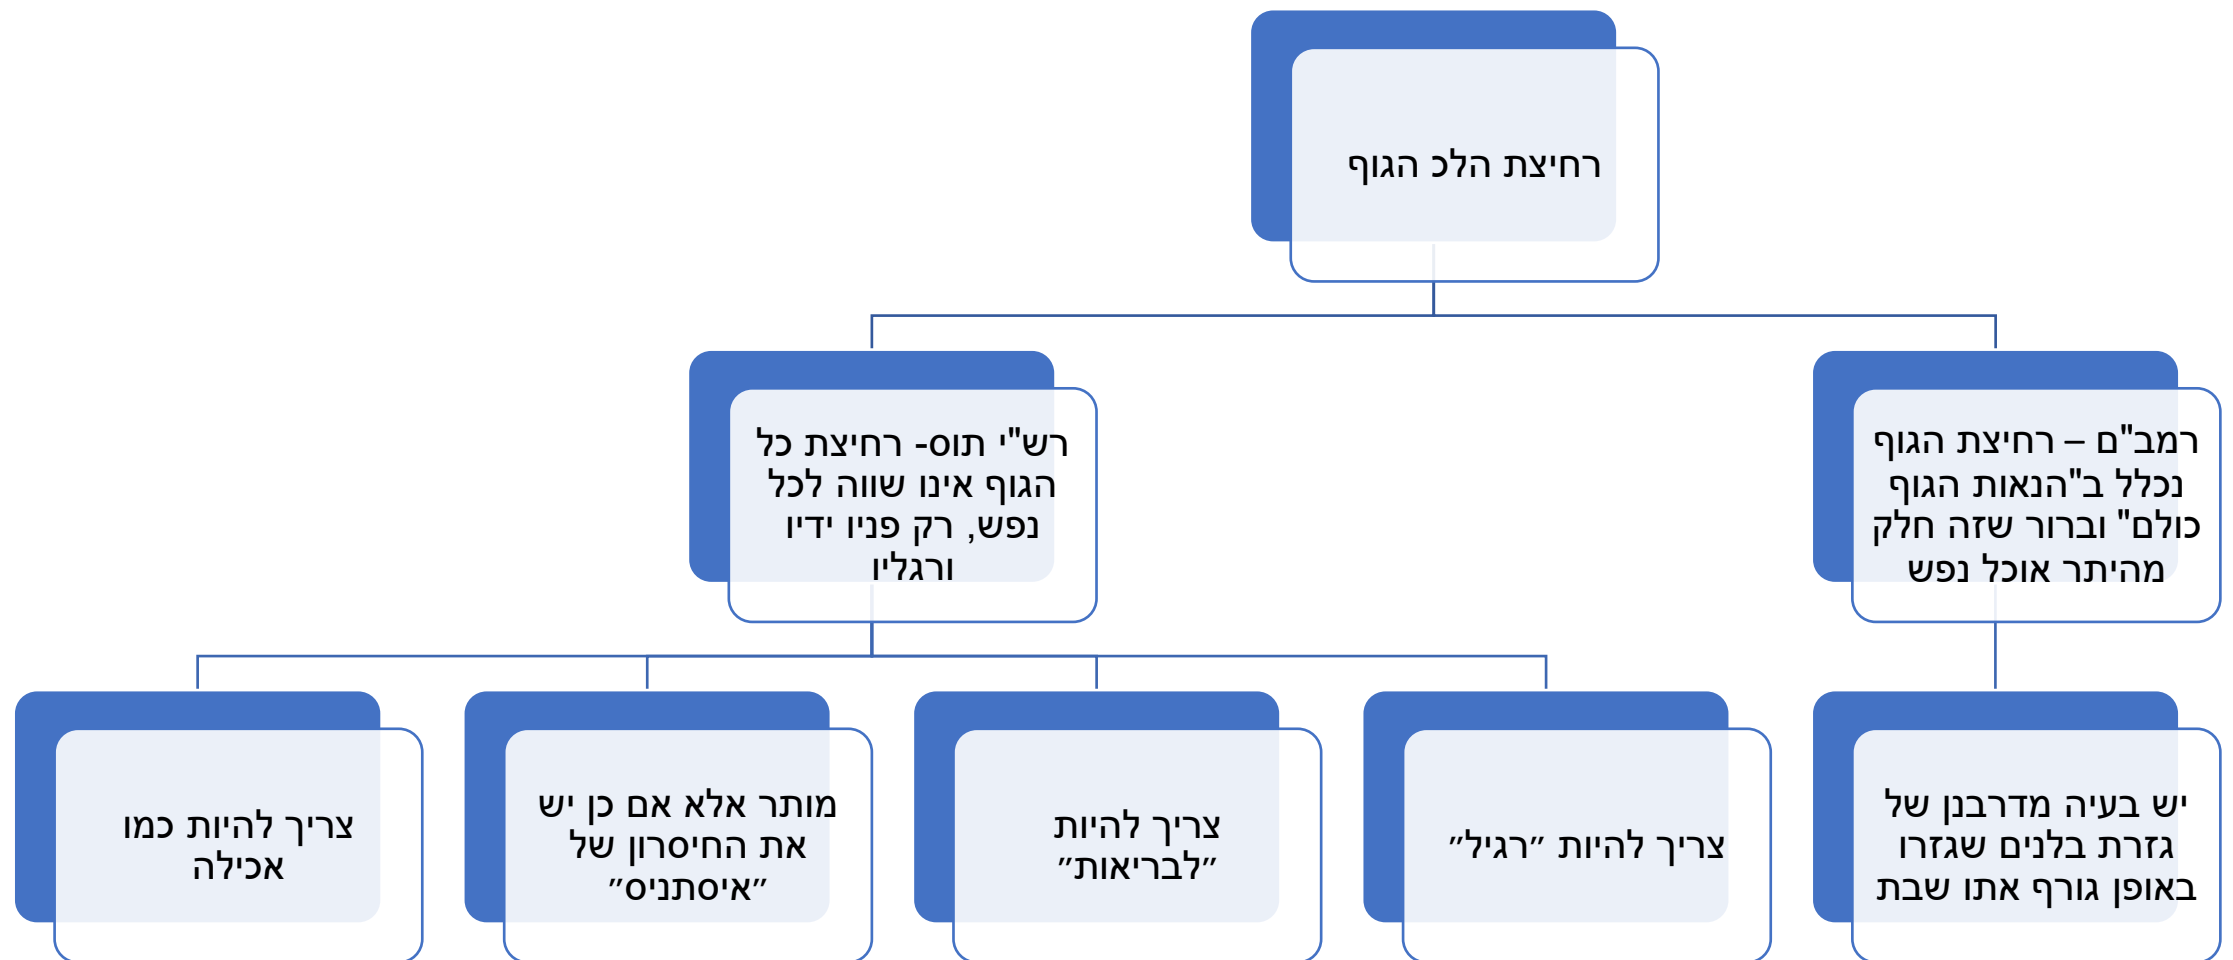 רחיצת הלכ הגוף
רמב"ם – רחיצת הגוף
נכלל ב"הנאות הגוף
כולם" וברור שזה חלק
מהיתר אוכל נפש
רש"י תוס- רחיצת כל
הגוף אינו שווה לכל
נפש, רק פניו ידיו
ורגליו
יש בעיה מדרבנן של
גזרת בלנים שגזרו
באופן גורף אתו שבת
צריך להיות ״רגיל״
צריך להיות
״לבריאות״
מותר אלא אם כן יש
את החיסרון של
״איסתניס״
צריך להיות כמו
אכילה